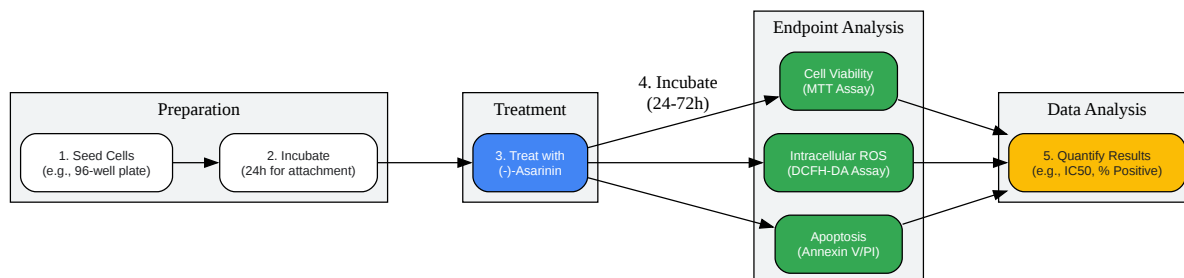 Preparation
1. Seed Cells
(e.g., 96-well plate)
2. Incubate
(24h for attachment)
Treatment
3. Treat with
(-)-Asarinin
4. Incubate
(24-72h)
Endpoint Analysis
Cell Viability
(MTT Assay)
Intracellular ROS
(DCFH-DA Assay)
Apoptosis
(Annexin V/PI)
Data Analysis
5. Quantify Results
(e.g., IC50, % Positive)